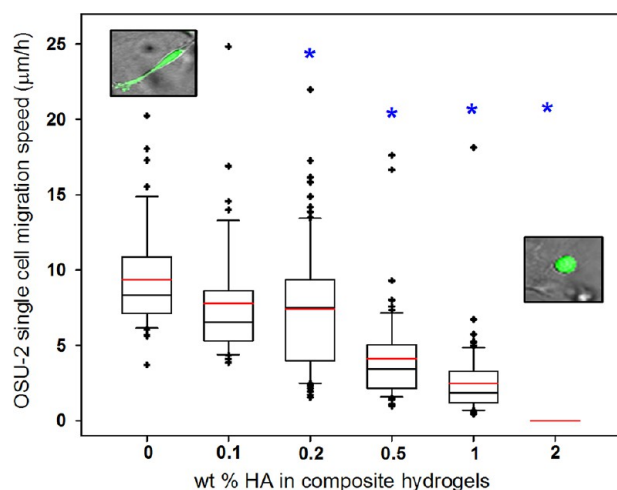 OSU-2 single cell migration speed (μm/h)
25
20
15
10
5
0
* * * *
0 0.1 0.2 0.5 1 2
wt % HA in composite hydrogels